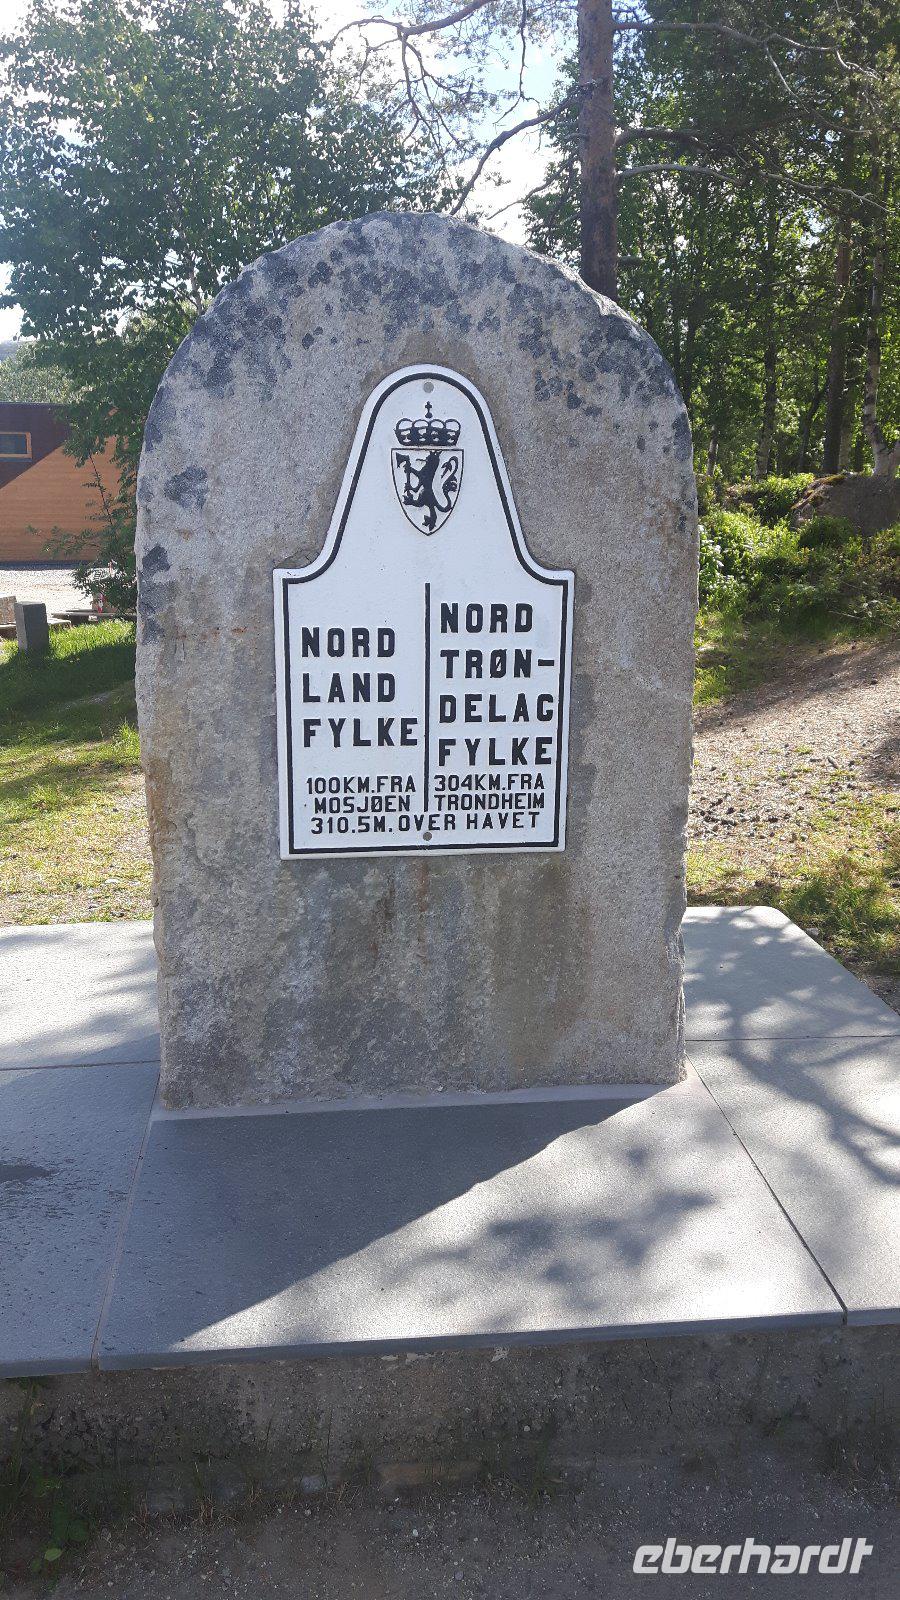 NORD
LAND
FYLKE
100KM.FRA
MOSJØEN
NORD
TRØN-
DELAG
FYLKE
304KM.FRA
TRONDHEIM
310.5M. OVER HAVET
eberhardt